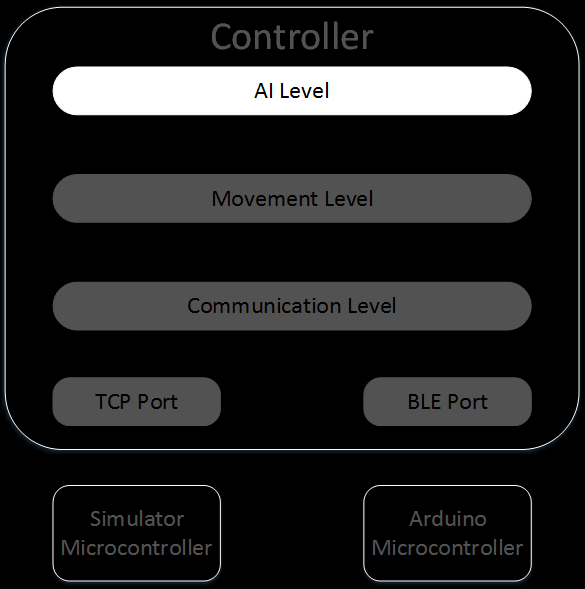 Controller
AI Level
Movement Level
Communication Level
TCP Port
BLE Port
Simulator
Microcontroller
Arduino
Microcontroller